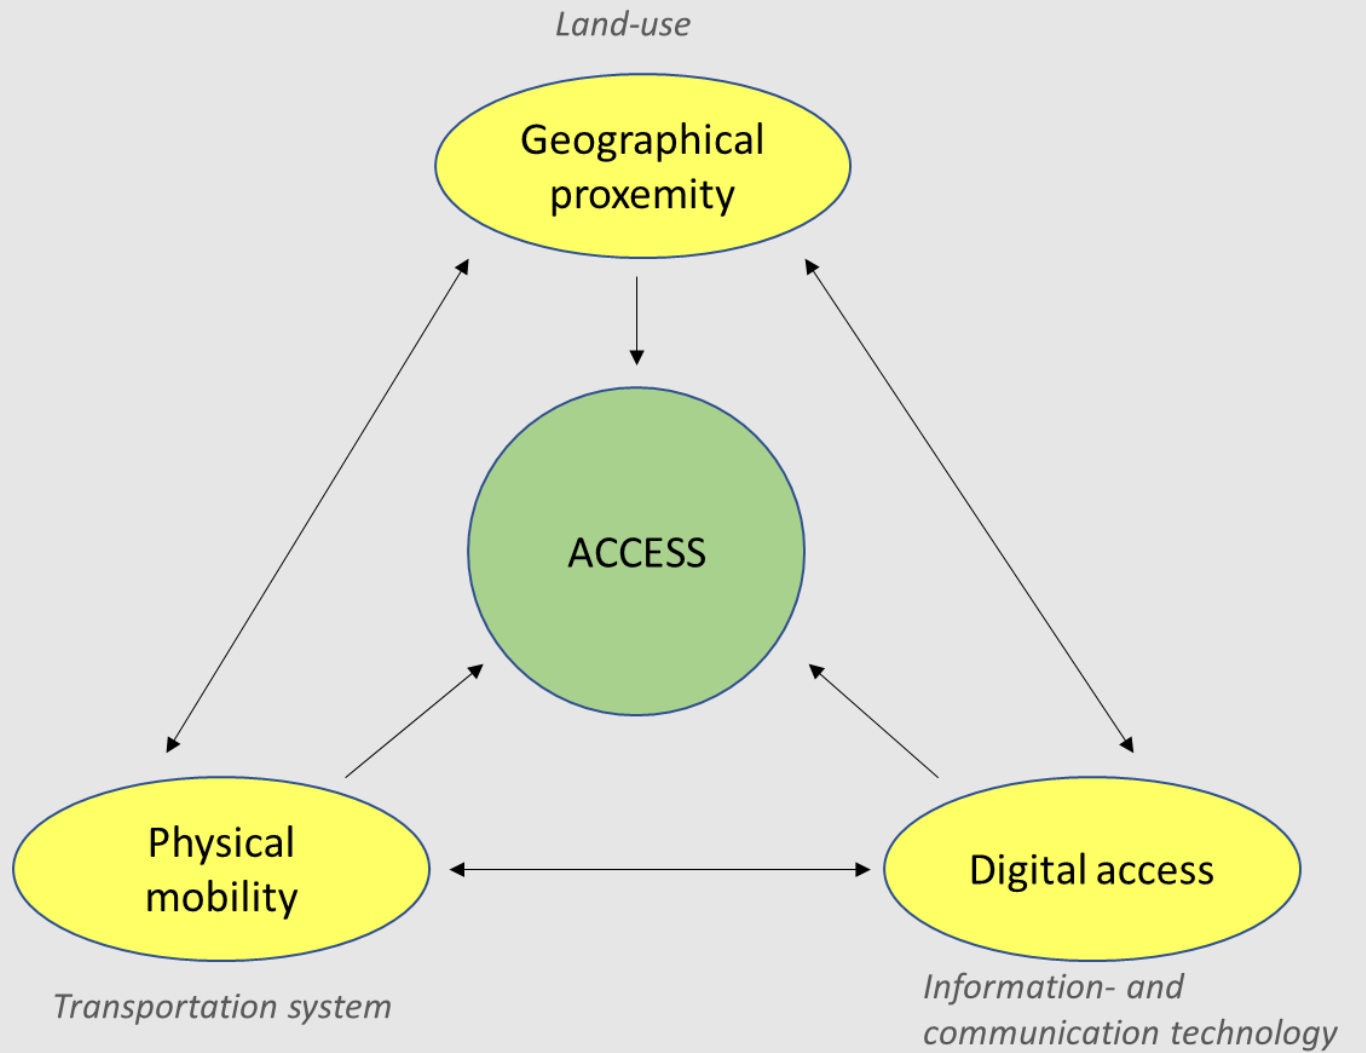 Land-use
Geographical
proxemity
ACCESS
Physical
mobility
Digital access
Transportation system
Information- and
communication technology